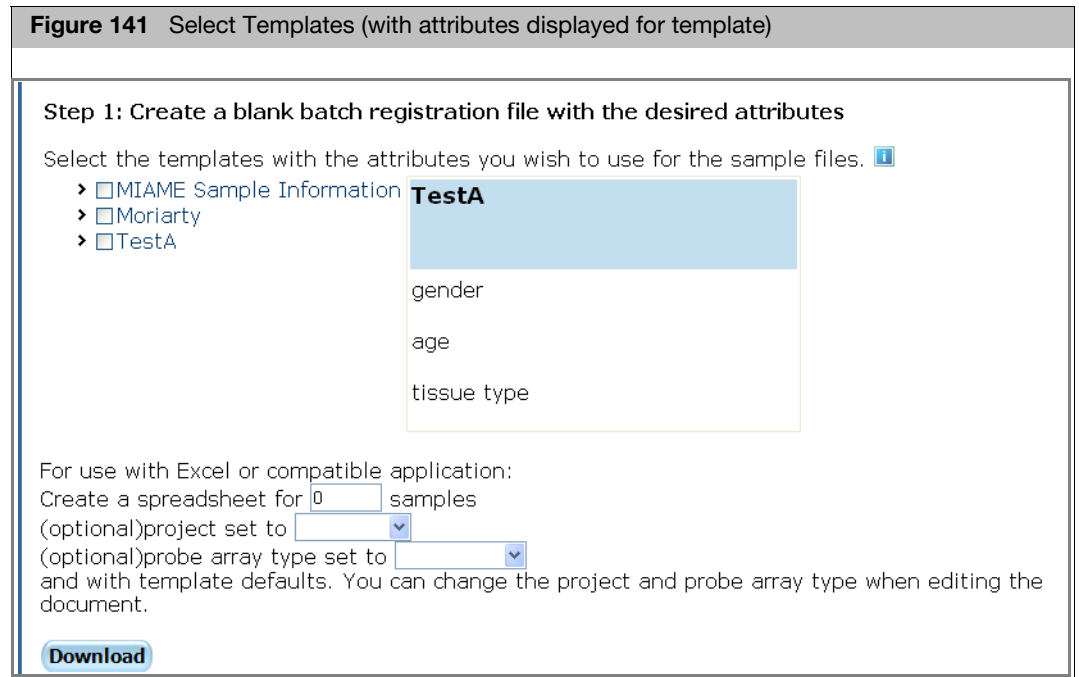 Figure 141 Select Templates (with attributes displayed for template)
Step 1: Create a blank batch registration file with the desired attributes
Select the templates with the attributes you wish to use for the sample files. i
MIAME Sample Information
Moriarty
TestA
TestA
gender
age
tissue type
For use with Excel or compatible application:
Create a spreadsheet for 0 samples
(optional)project set to
(optional)probe array type set to
and with template defaults. You can change the project and probe array type when editing the
document.
Download